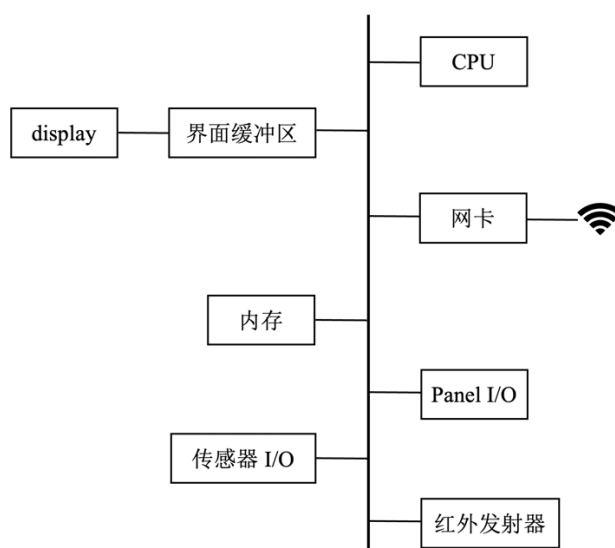 CPU
display
界面缓冲区
网卡
内存
Panel I/O
传感器 I/O
红外发射器